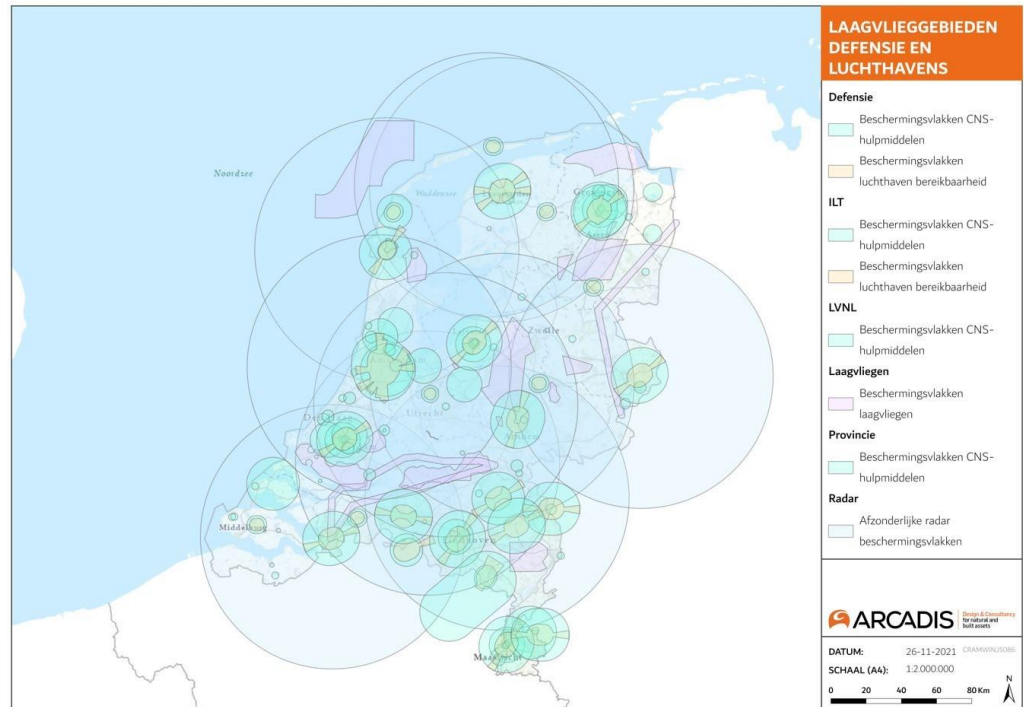 LAAGVLIEGGEBIEDEN
DEFENSIE EN
LUCHTHAVENS
Defensie
Beschermingsvlakken CNS-
hulpmiddelen
Beschermingsvlakken
luchthaven bereikbaarheid
ILT
Beschermingsvlakken CNS-
hulpmiddelen
Beschermingsvlakken
luchthaven bereikbaarheid
LVNL
Beschermingsvlakken CNS-
hulpmiddelen
Laagvliegen
Beschermingsvlakken
laagvliegen
Provincie
Beschermingsvlakken CNS-
hulpmiddelen
Radar
Afzonderlijke radar
beschermingsvlakken
ARCADIS
Design & Consultancy
for natural and
built assets
DATUM: 26-11-2021 CRAMWINJS086
SCHAAL (A4): 1:2.000.000
0 20 40 60 80 Km
N
Noordzee
Waddenzee
Zwolle
Utrecht
Middelburg